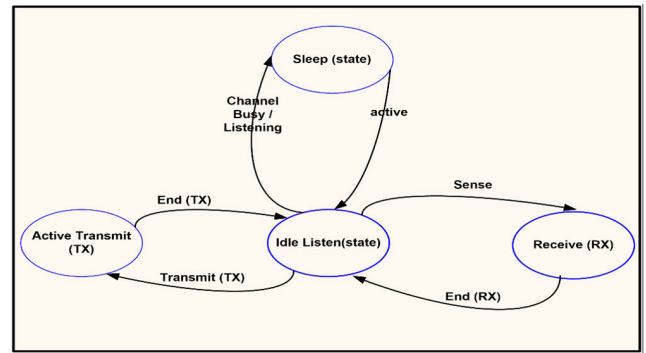 Sleep (state)
Channel
Busy /
Listening
active
End (TX)
Sense
Active Transmit
(TX)
Idle Listen(state)
Receive (RX)
Transmit (TX)
End (RX)